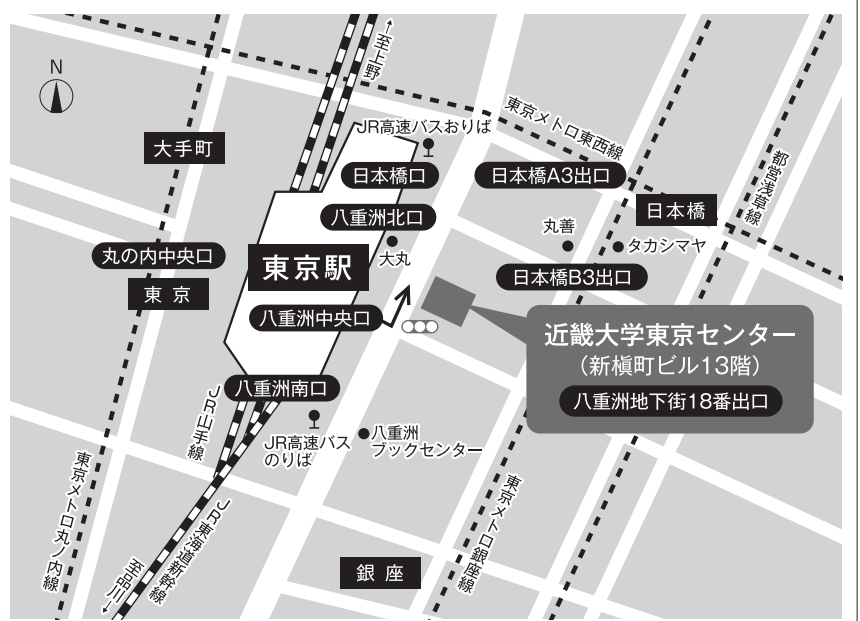 N
←至上野
JR高速バスおりば
東京メトロ東西線
大手町
日本橋口
日本橋A3出口
都営浅草線
八重洲北口
日本橋
丸善
タカシマヤ
丸の内中央口
大丸
東京駅
日本橋B3出口
東京
八重洲中央口
近畿大学東京センター
（新槇町ビル13階）
八重洲地下街18番出口
八重洲南口
JR山手線
JR高速バス
のりば
八重洲
ブックセンター
東京メトロ丸ノ内線
JR東海道新幹線
東京メトロ銀座線
至品川→
銀座